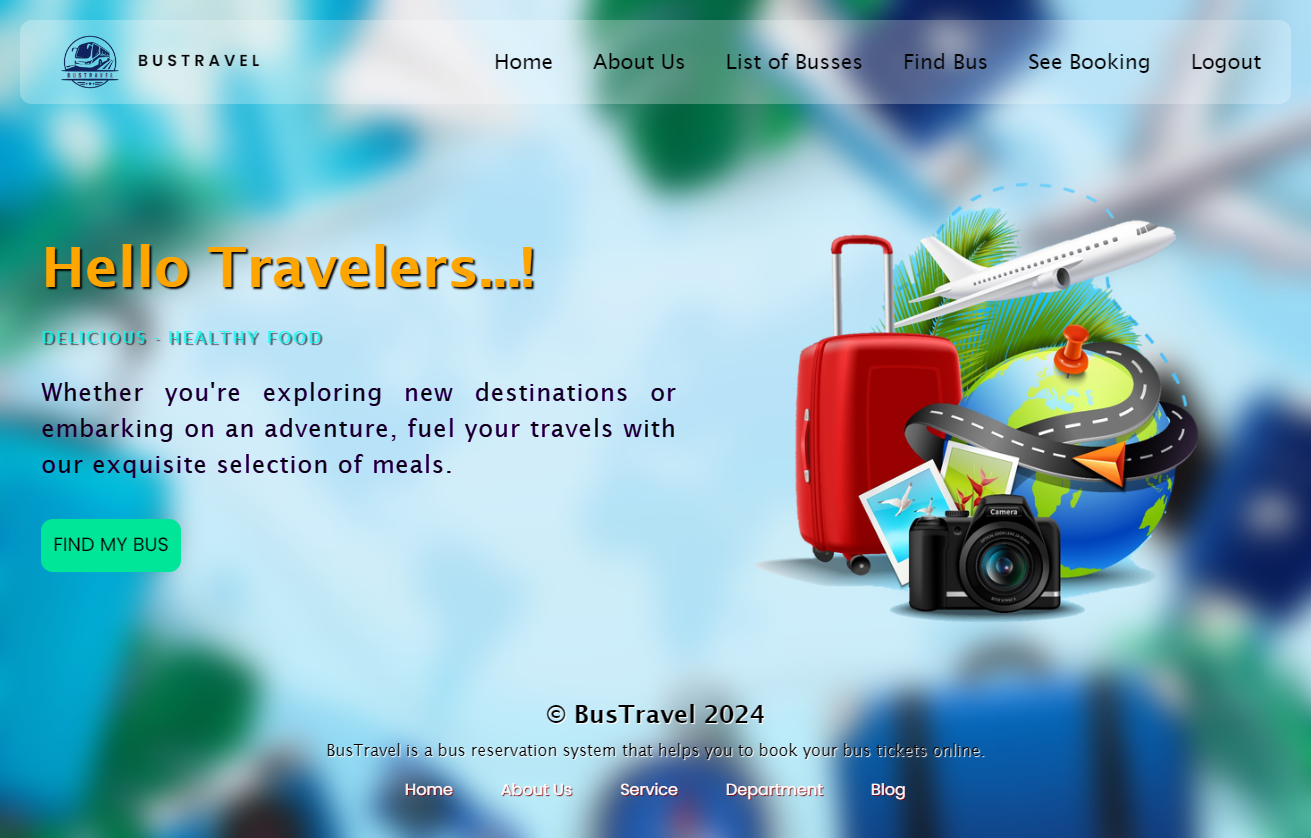 BUSTRAVEL
BUSTRAVEL
Home
About Us
List of Busses
Find Bus
See Booking
Logout
Hello Travelers...!
DELICIOUS - HEALTHY FOOD
Whether you're exploring new destinations or
embarking on an adventure, fuel your travels with
our exquisite selection of meals.
FIND MY BUS
Camera
© BusTravel 2024
BusTravel is a bus reservation system that helps you to book your bus tickets online.
Home
About Us
Service
Department
Blog